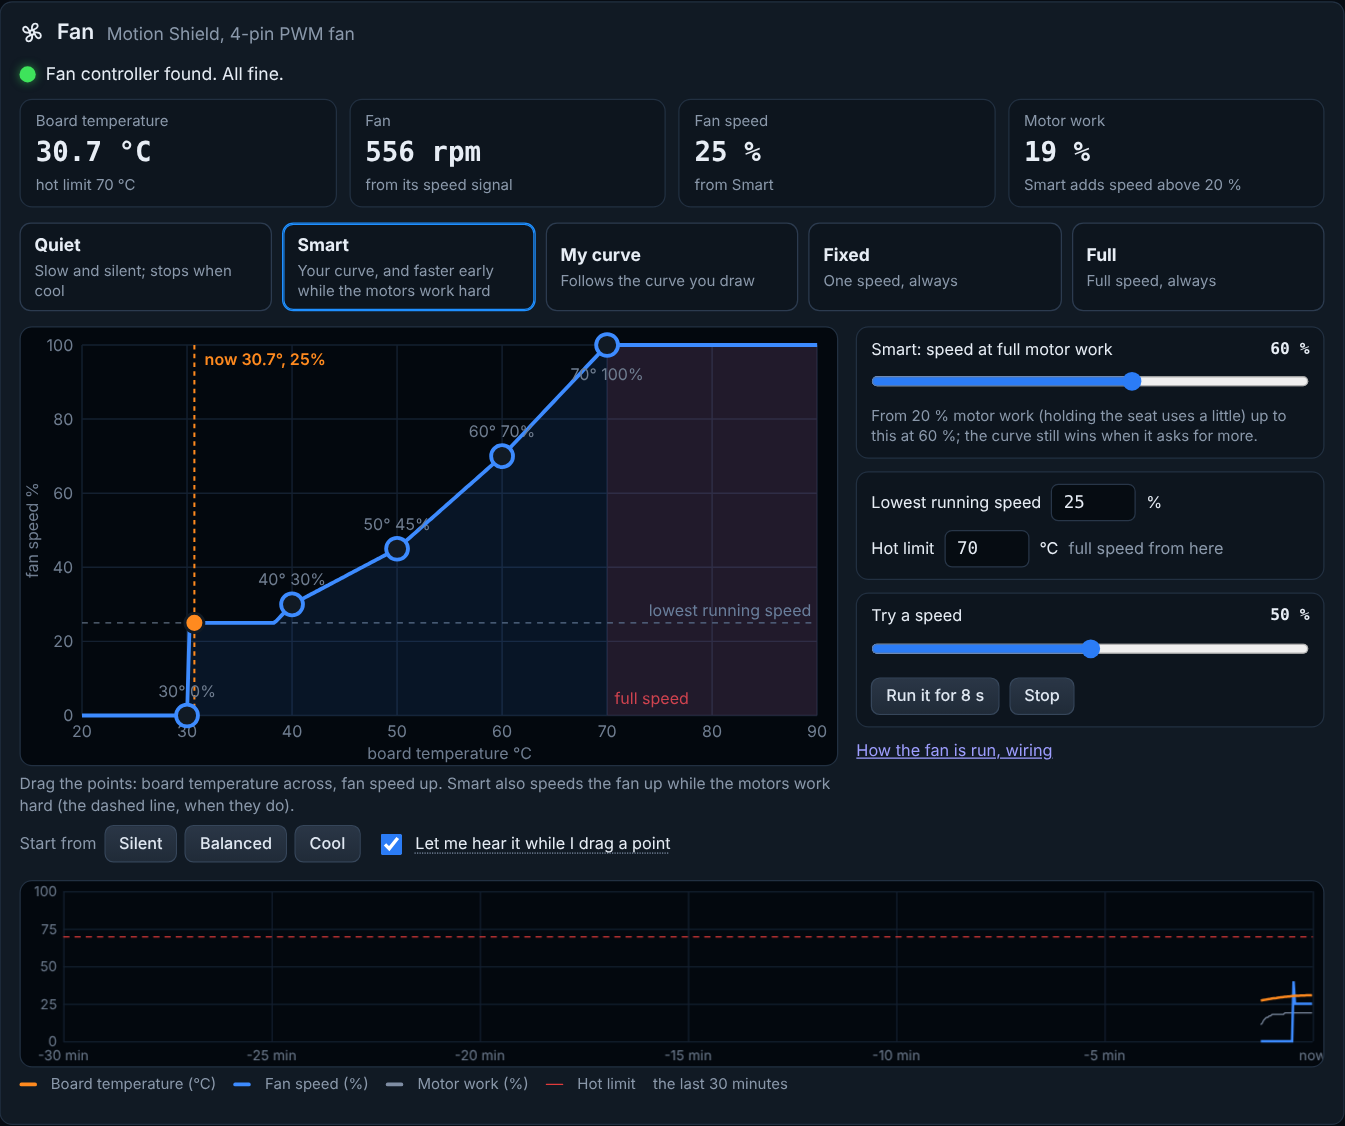 Fan Motion Shield, 4-pin PWM fan
Fan controller found. All fine.
Board temperature
30.7 °C
hot limit 70 °C
Fan
556 rpm
from its speed signal
Fan speed
25 %
from Smart
Motor work
19 %
Smart adds speed above 20 %
Quiet
Slow and silent; stops when
cool
Smart
Your curve, and faster early
while the motors work hard
My curve
Follows the curve you draw
Fixed
One speed, always
Full
Full speed, always
100
80
60
40
20
0
fan speed %
now 30.7°, 25%
30° 0%
40° 30%
50° 45%
60° 70%
70° 100%
lowest running speed
full speed
20 30 40 50 60 70 80 90
board temperature °C
Smart: speed at full motor work 60 %
From 20 % motor work (holding the seat uses a little) up to
this at 60 %; the curve still wins when it asks for more.
Lowest running speed 25 %
Hot limit 70 °C full speed from here
Try a speed 50 %
Run it for 8 s Stop
How the fan is run, wiring
Drag the points: board temperature across, fan speed up. Smart also speeds the fan up while the motors work
hard (the dashed line, when they do).
Start from Silent Balanced Cool Let me hear it while I drag a point
100
75
50
25
0
-30 min -25 min -20 min -15 min -10 min -5 min now
Board temperature (°C) Fan speed (%) Motor work (%) Hot limit the last 30 minutes